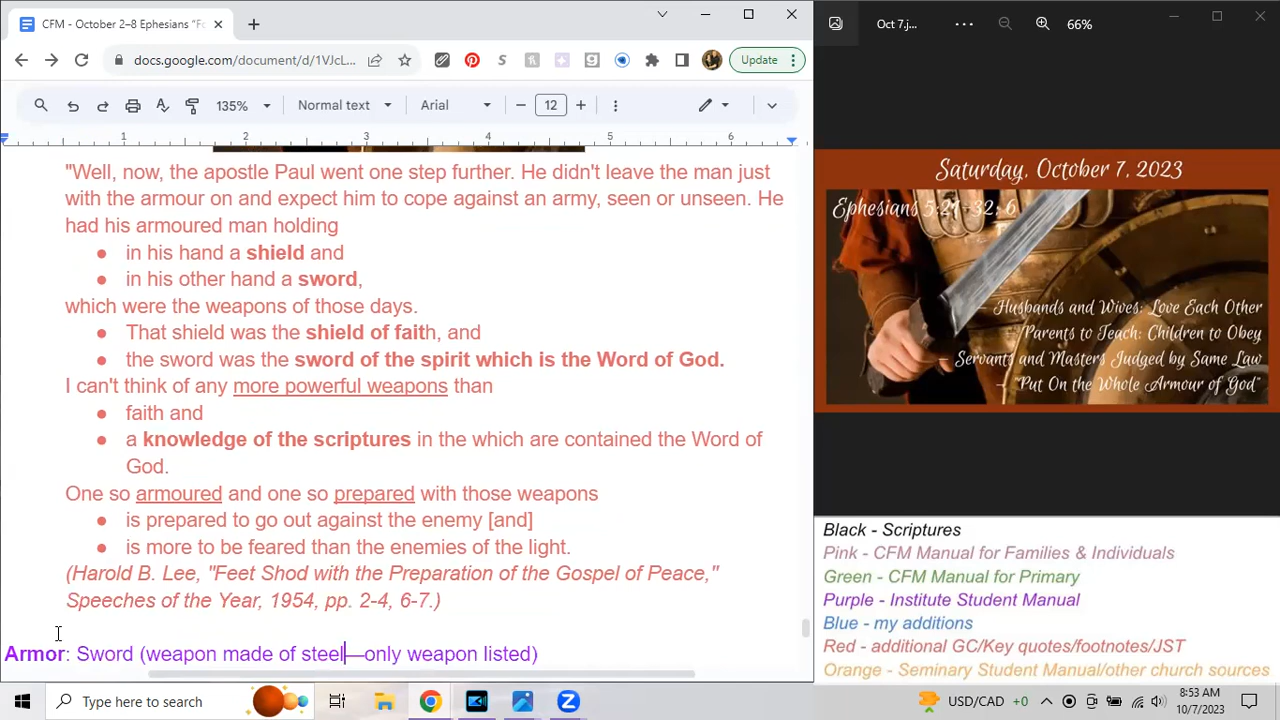 CFM - October 2–8 Ephesians "Fo
Oct 7.j...
66%
docs.google.com/document/d/1VJcL...
Update
135%
Normal text
Arial
12
1 2 3 4 5 6
"Well, now, the apostle Paul went one step further. He didn't leave the man just
with the armour on and expect him to cope against an army, seen or unseen. He
had his armoured man holding
● in his hand a shield and
● in his other hand a sword,
which were the weapons of those days.
● That shield was the shield of faith, and
● the sword was the sword of the spirit which is the Word of God.
I can't think of any more powerful weapons than
● faith and
● a knowledge of the scriptures in the which are contained the Word of
God.
One so armoured and one so prepared with those weapons
● is prepared to go out against the enemy [and]
● is more to be feared than the enemies of the light.
(Harold B. Lee, "Feet Shod with the Preparation of the Gospel of Peace,"
Speeches of the Year, 1954, pp. 2-4, 6-7.)
Armor: Sword (weapon made of steel—only weapon listed)
Saturday, October 7, 2023
Ephesians 5:21-32; 6
– Husbands and Wives: Love Each Other
– Parents to Teach: Children to Obey
– Servants and Masters Judged by Same Law
– "Put On the Whole Armour of God"
Black - Scriptures
Pink - CFM Manual for Families & Individuals
Green - CFM Manual for Primary
Purple - Institute Student Manual
Blue - my additions
Red - additional GC/Key quotes/footnotes/JST
Orange - Seminary Student Manual/other church sources
Type here to search
USD/CAD +0
8:53 AM
10/7/2023